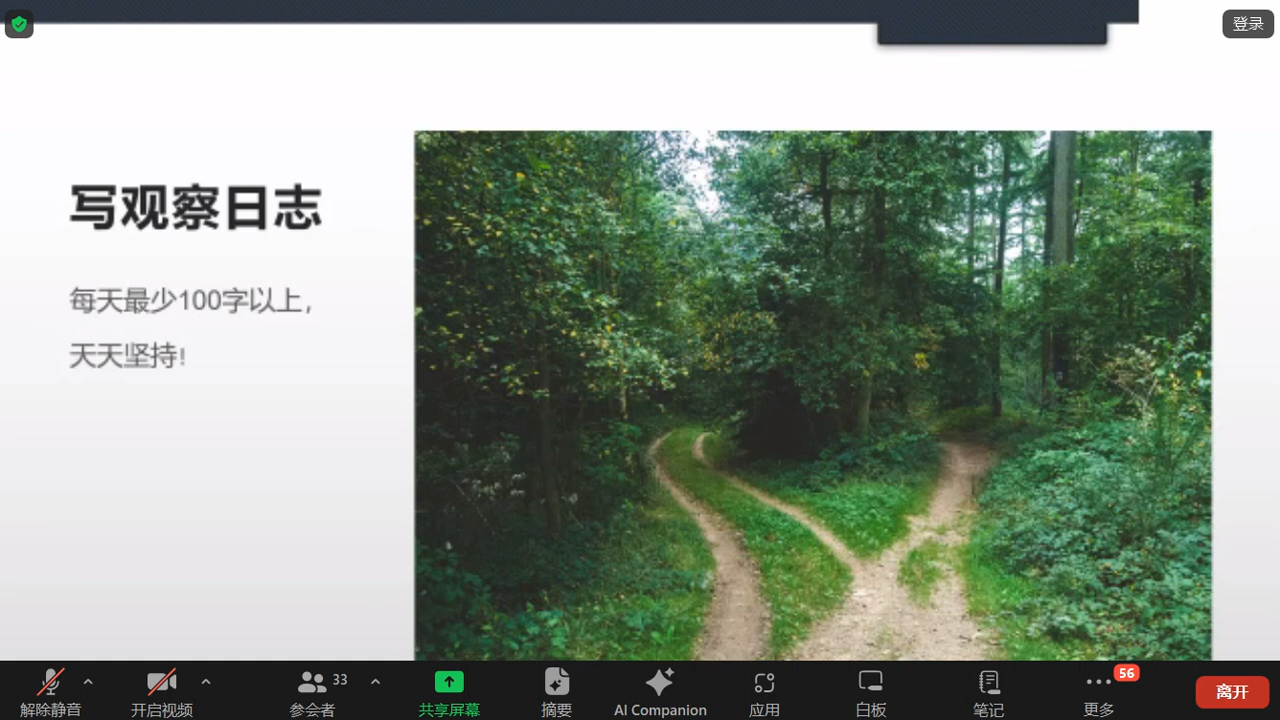 登录
写观察日志
每天最少100字以上，
天天坚持!
解除静音
开启视频
33
参会者
共享屏幕
摘要
AI Companion
应用
白板
笔记
56
更多
离开